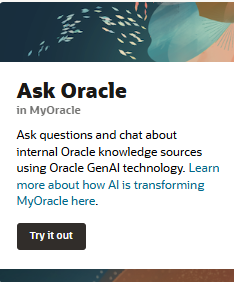 Ask Oracle
in MyOracle
Ask questions and chat about
internal Oracle knowledge sources
using Oracle GenAI technology. Learn
more about how AI is transforming
MyOracle here.
Try it out